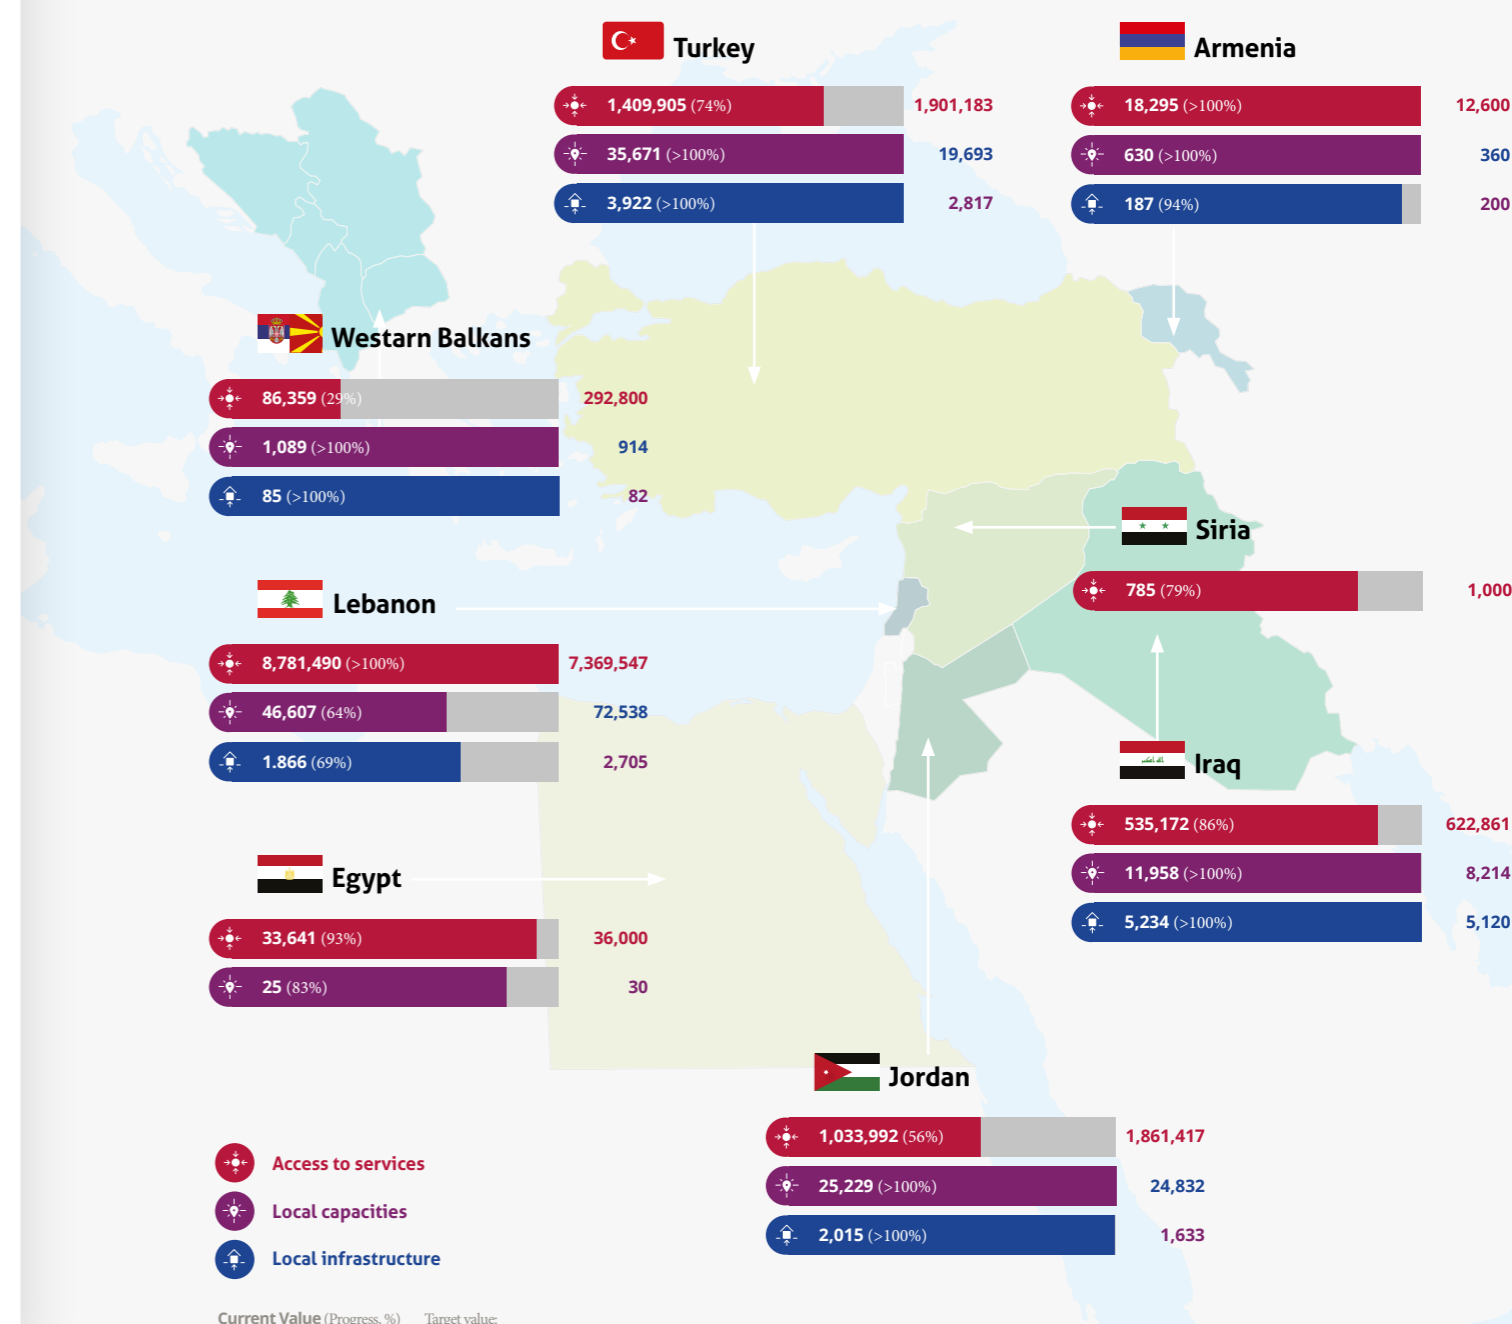 Turkey
1,409,905 (74%) 1,901,183
35,671 (>100%) 19,693
3,922 (>100%) 2,817
Armenia
18,295 (>100%) 12,600
630 (>100%) 360
187 (94%) 200
Westarn Balkans
86,359 (29%) 292,800
1,089 (>100%) 914
85 (>100%) 82
Siria
785 (79%) 1,000
Lebanon
8,781,490 (>100%) 7,369,547
46,607 (64%) 72,538
1.866 (69%) 2,705
Iraq
535,172 (86%) 622,861
11,958 (>100%) 8,214
5,234 (>100%) 5,120
Egypt
33,641 (93%) 36,000
25 (83%) 30
Jordan
1,033,992 (56%) 1,861,417
25,229 (>100%) 24,832
2,015 (>100%) 1,633
Access to services
Local capacities
Local infrastructure
Current Value (Progress, %) Target value: